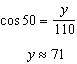 cos 50 = y/110
y ≈ 71